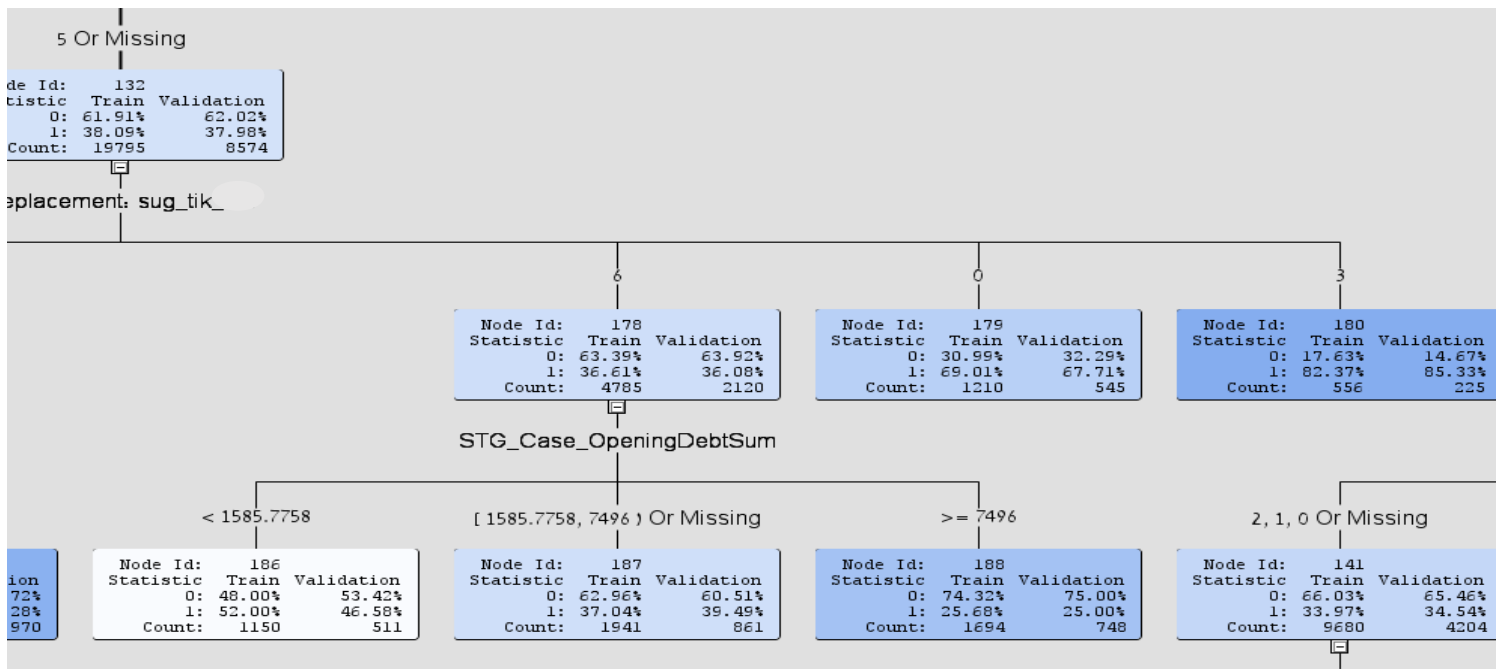 5 Or Missing
de Id: 132
tistic Train Validation
0: 61.91% 62.02%
1: 38.09% 37.98%
Count: 19795 8574
eplacement: sug_tik_
6
0
3
Node Id: 178
Statistic Train Validation
0: 63.39% 63.92%
1: 36.61% 36.08%
Count: 4785 2120
Node Id: 179
Statistic Train Validation
0: 30.99% 32.29%
1: 69.01% 67.71%
Count: 1210 545
Node Id: 180
Statistic Train Validation
0: 17.63% 14.67%
1: 82.37% 85.33%
Count: 556 225
STG_Case_OpeningDebtSum
< 1585.7758
[ 1585.7758, 7496 ) Or Missing
>= 7496
2, 1, 0 Or Missing
ion
72%
28%
970
Node Id: 186
Statistic Train Validation
0: 48.00% 53.42%
1: 52.00% 46.58%
Count: 1150 511
Node Id: 187
Statistic Train Validation
0: 62.96% 60.51%
1: 37.04% 39.49%
Count: 1941 861
Node Id: 188
Statistic Train Validation
0: 74.32% 75.00%
1: 25.68% 25.00%
Count: 1694 748
Node Id: 141
Statistic Train Validation
0: 66.03% 65.46%
1: 33.97% 34.54%
Count: 9680 4204